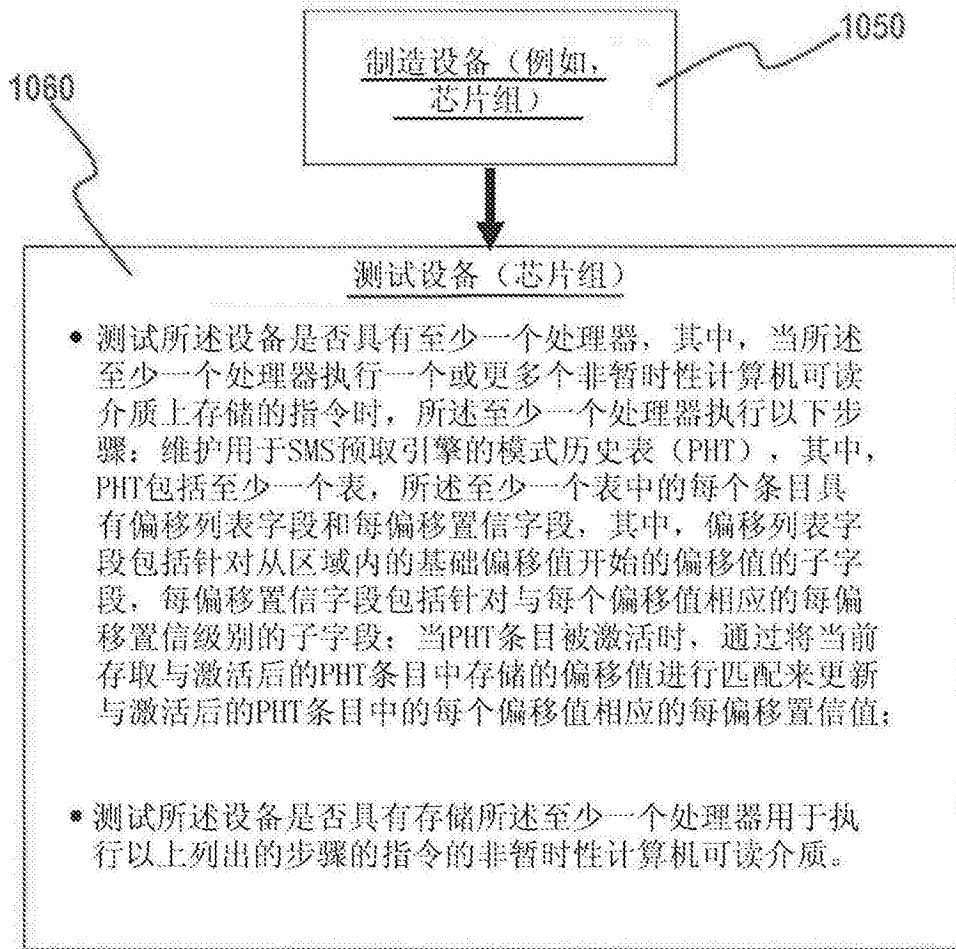 1050
制造设备（例如，
芯片组）
1060
测试设备（芯片组）
• 测试所述设备是否具有至少一个处理器，其中，当所述
至少一个处理器执行一个或更多个非暂时性计算机可读
介质上存储的指令时，所述至少一个处理器执行以下步
骤：维护用于SMS预取引擎的模式历史表（PHT），其中，
PHT包括至少一个表，所述至少一个表中的每个条目具
有偏移列表字段和每偏移置信字段，其中，偏移列表字
段包括针对从区域内的基础偏移值开始的偏移值的子字
段，每偏移置信字段包括针对与每个偏移值相应的每偏
移置信级别的子字段；当PHT条目被激活时，通过将当前
存取与激活后的PHT条目中存储的偏移值进行匹配来更新
与激活后的PHT条目中的每个偏移值相应的每偏移置信值；
• 测试所述设备是否具有存储所述至少一个处理器用于执
行以上列出的步骤的指令的非暂时性计算机可读介质。